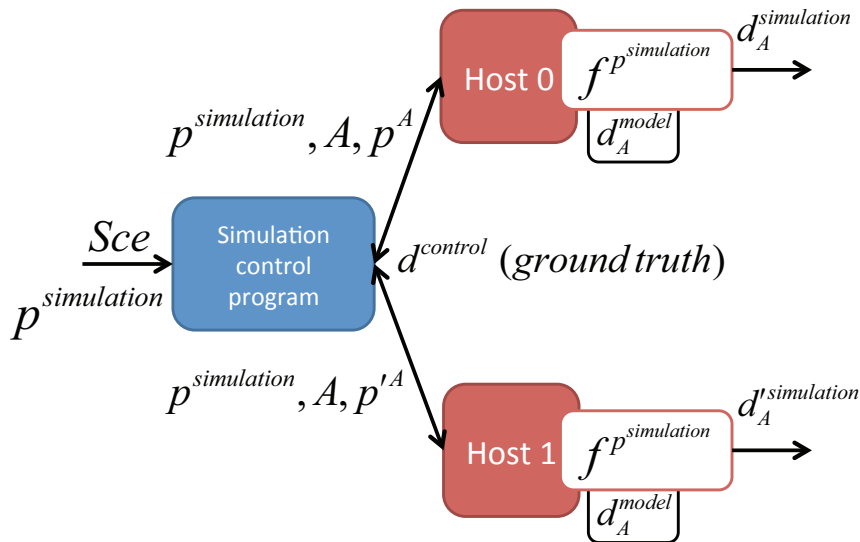 d_A^{simulation}
Host 0
f^{p^{simulation}}
d_A^{model}
p^{simulation}, A, p^A
Sce
p^{simulation}
Simulation
control
program
d^{control} (ground truth)
p^{simulation}, A, p'^A
d'_A^{simulation}
Host 1
f^{p^{simulation}}
d_A^{model}